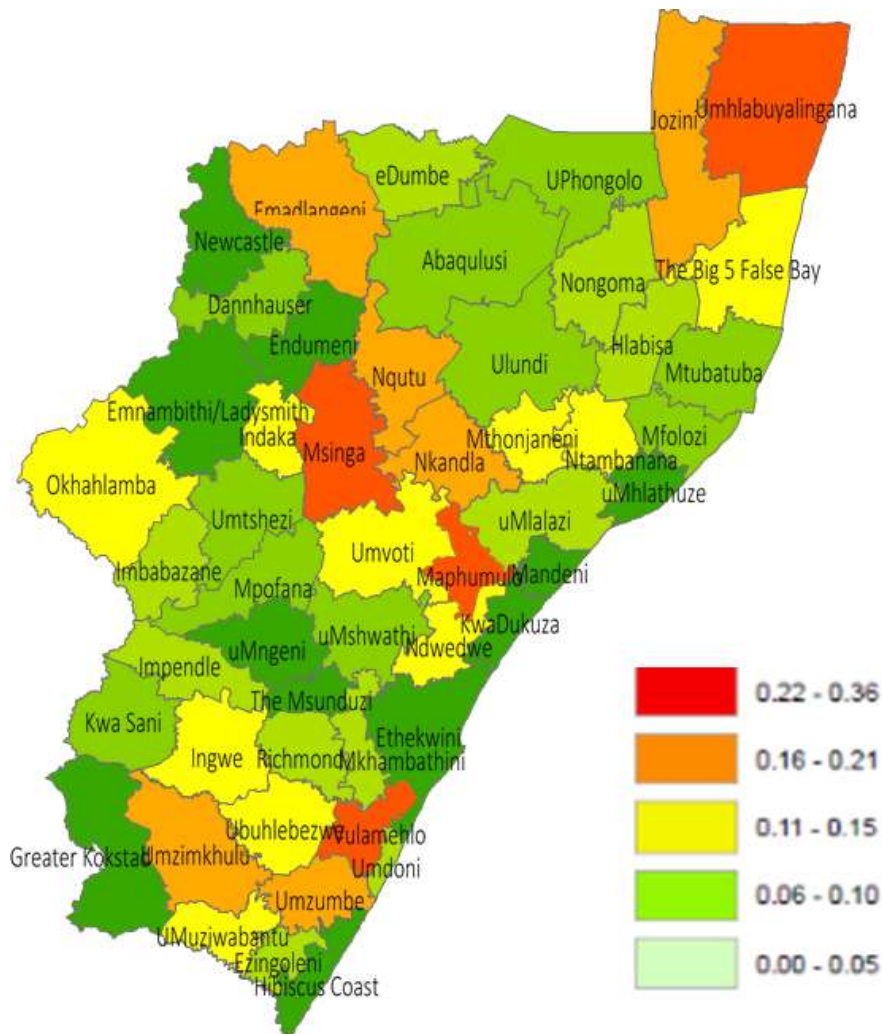 Umhlabuyalingana
Jozini
eDumbe
UPhongolo
Emadlangeni
Newcastle
Abaqulusi
The Big 5 False Bay
Nongoma
Dannhauser
Endumeni
Hlabisa
Ulundi
Nqutu
Mtubatuba
Emnambithi/Ladysmith
Indaka
Msinga
Mthonjaneni
Mfolozi
Nkandla
Ntambanana
Okhahlamba
uMhlathuze
Umtshezi
uMlalazi
Umvoti
Imbabazane
Maphumulo
Mandeni
Mpofana
KwaDukuza
uMshwathi
Ndwedwe
uMngeni
Impendle
The Msunduzi
Kwa Sani
Ethekwini
Ingwe
Richmond
Mkhambathini
Ubuhlebezwe
Vulamehlo
Greater Kokstad
Umzimkhulu
Umdoni
Umzumbe
UMuziwabantu
Ezingoleni
Hibiscus Coast
0.22 - 0.36
0.16 - 0.21
0.11 - 0.15
0.06 - 0.10
0.00 - 0.05